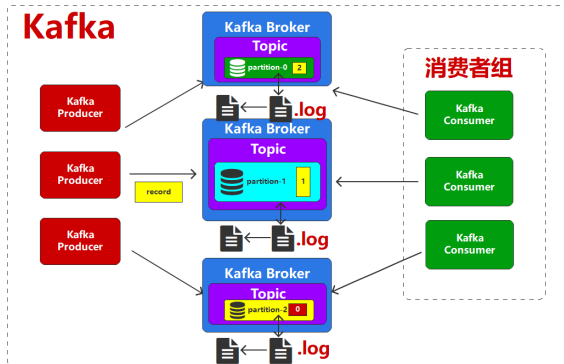 Kafka
Kafka Broker
Topic
partition-0
2
.log
Kafka Broker
Topic
partition-1
1
.log
Kafka Broker
Topic
partition-2
0
.log
Kafka
Producer
Kafka
Producer
record
Kafka
Producer
消费者组
Kafka
Consumer
Kafka
Consumer
Kafka
Consumer